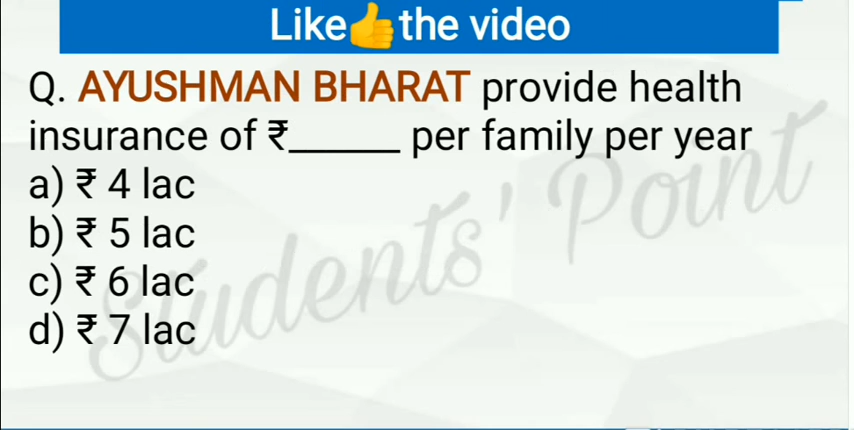 Like👍the video
Q. AYUSHMAN BHARAT provide health
insurance of ₹______ per family per year
a) ₹ 4 lac
b) ₹ 5 lac
c) ₹ 6 lac
d) ₹ 7 lac
Students' Point